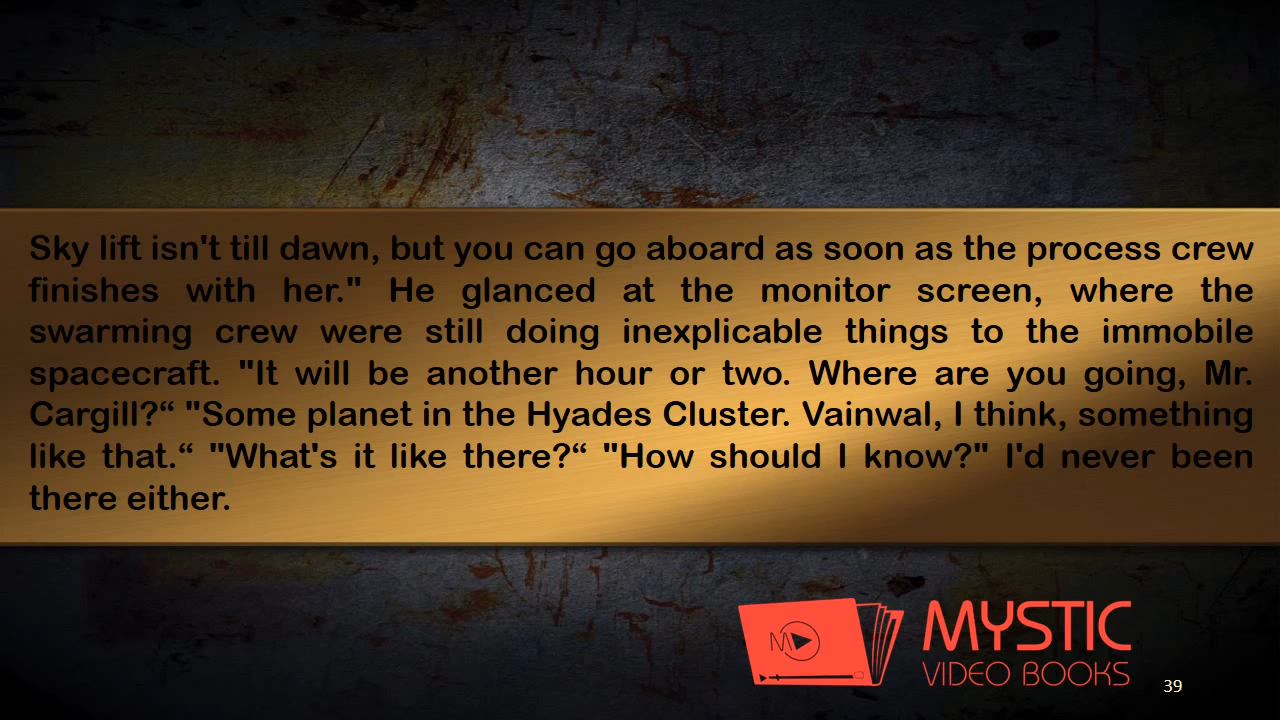 Sky lift isn't till dawn, but you can go aboard as soon as the process crew
finishes with her." He glanced at the monitor screen, where the
swarming crew were still doing inexplicable things to the immobile
spacecraft. "It will be another hour or two. Where are you going, Mr.
Cargill?“ "Some planet in the Hyades Cluster. Vainwal, I think, something
like that.“ "What's it like there?“ "How should I know?" I'd never been
there either.
M
MYSTIC
VIDEO BOOKS
39